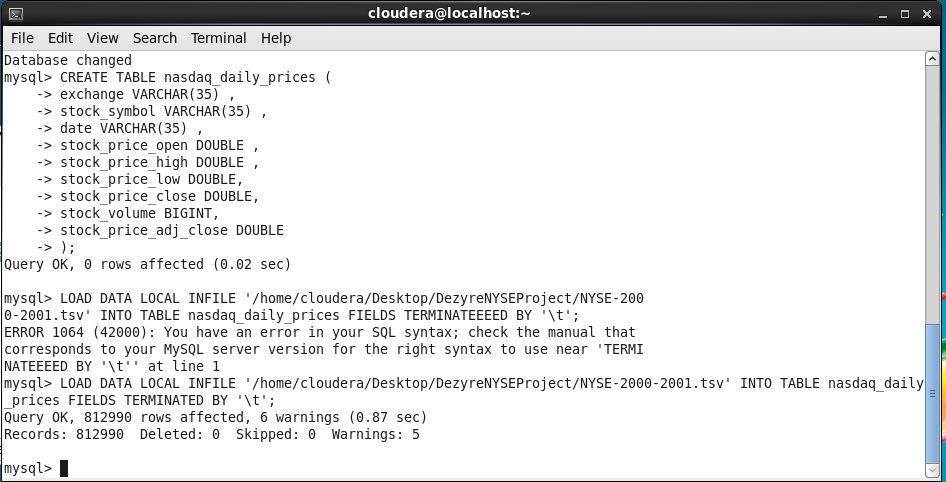 cloudera@localhost:~
File Edit View Search Terminal Help
Database changed
mysql> CREATE TABLE nasdaq_daily_prices (
    -> exchange VARCHAR(35) ,
    -> stock_symbol VARCHAR(35) ,
    -> date VARCHAR(35) ,
    -> stock_price_open DOUBLE ,
    -> stock_price_high DOUBLE ,
    -> stock_price_low DOUBLE,
    -> stock_price_close DOUBLE,
    -> stock_volume BIGINT,
    -> stock_price_adj_close DOUBLE
    -> );
Query OK, 0 rows affected (0.02 sec)
mysql> LOAD DATA LOCAL INFILE '/home/cloudera/Desktop/DezyreNYSEProject/NYSE-200
0-2001.tsv' INTO TABLE nasdaq_daily_prices FIELDS TERMINATEEEED BY '\t';
ERROR 1064 (42000): You have an error in your SQL syntax; check the manual that
corresponds to your MySQL server version for the right syntax to use near 'TERMI
NATEEEED BY '\t'' at line 1
mysql> LOAD DATA LOCAL INFILE '/home/cloudera/Desktop/DezyreNYSEProject/NYSE-2000-2001.tsv' INTO TABLE nasdaq_daily
_prices FIELDS TERMINATED BY '\t';
Query OK, 812990 rows affected, 6 warnings (0.87 sec)
Records: 812990  Deleted: 0  Skipped: 0  Warnings: 5
mysql>